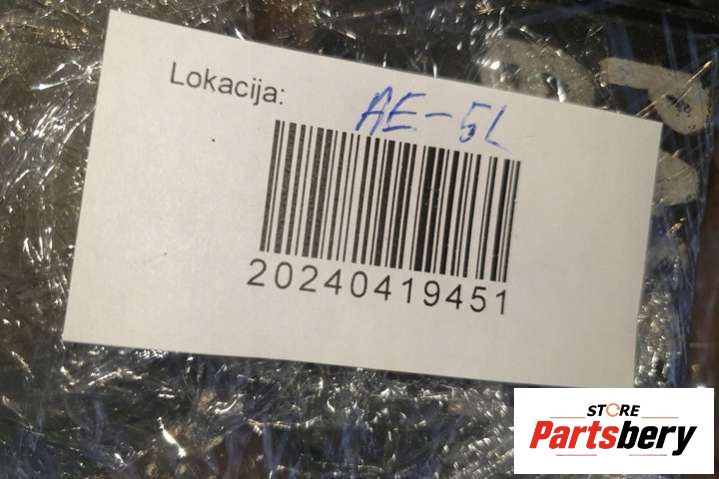 Lokacija: AE-5L
20240419451
STORE
Partsbery